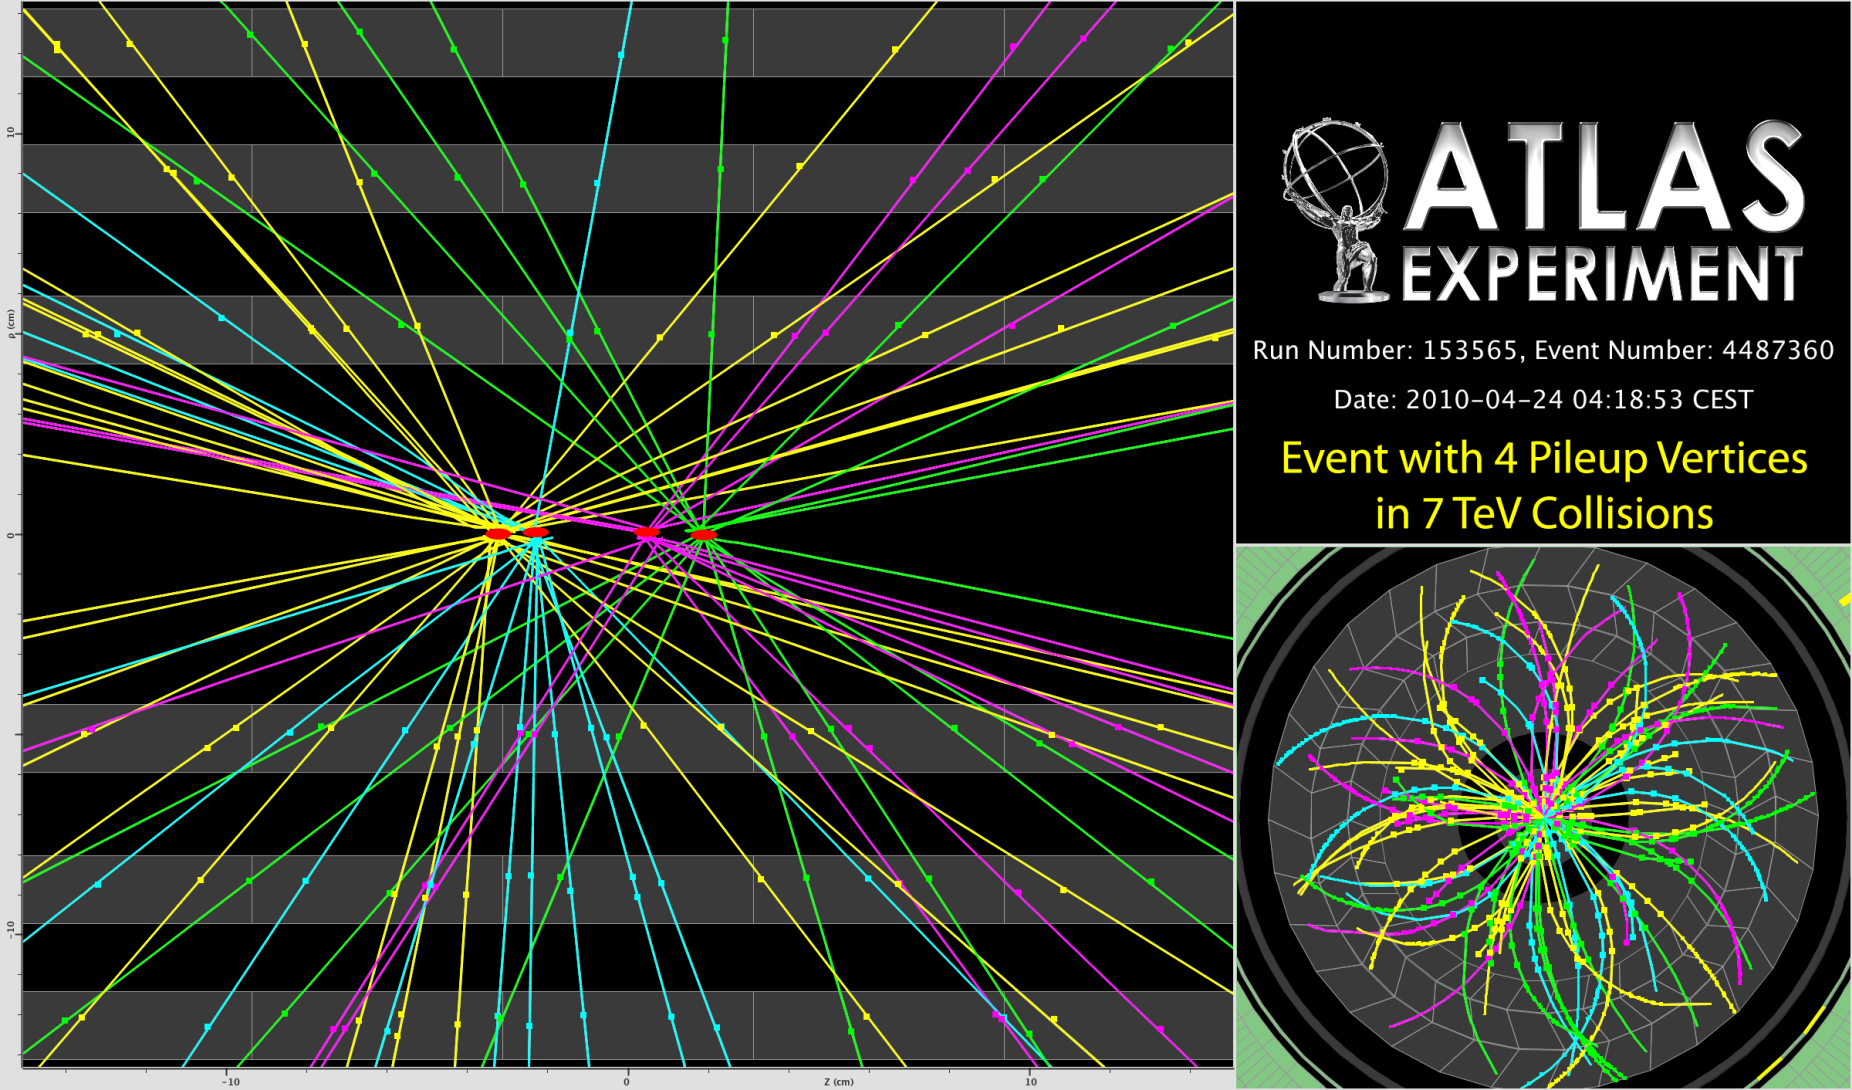 10
ρ (cm)
0
-10
-10
0
Z (cm)
10
ATLAS
EXPERIMENT
Run Number: 153565, Event Number: 4487360
Date: 2010-04-24 04:18:53 CEST
Event with 4 Pileup Vertices
in 7 TeV Collisions